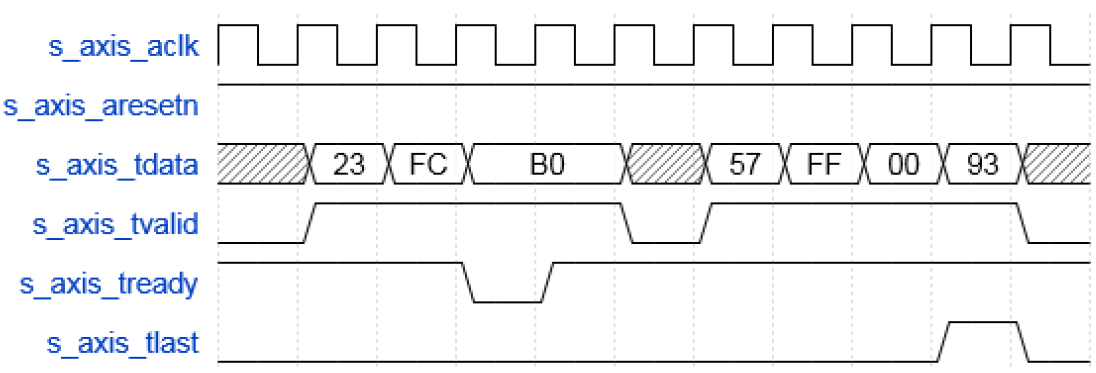 s_axis_aclk
s_axis_aresetn
s_axis_tdata 23 FC B0 57 FF 00 93
s_axis_tvalid
s_axis_tready
s_axis_tlast